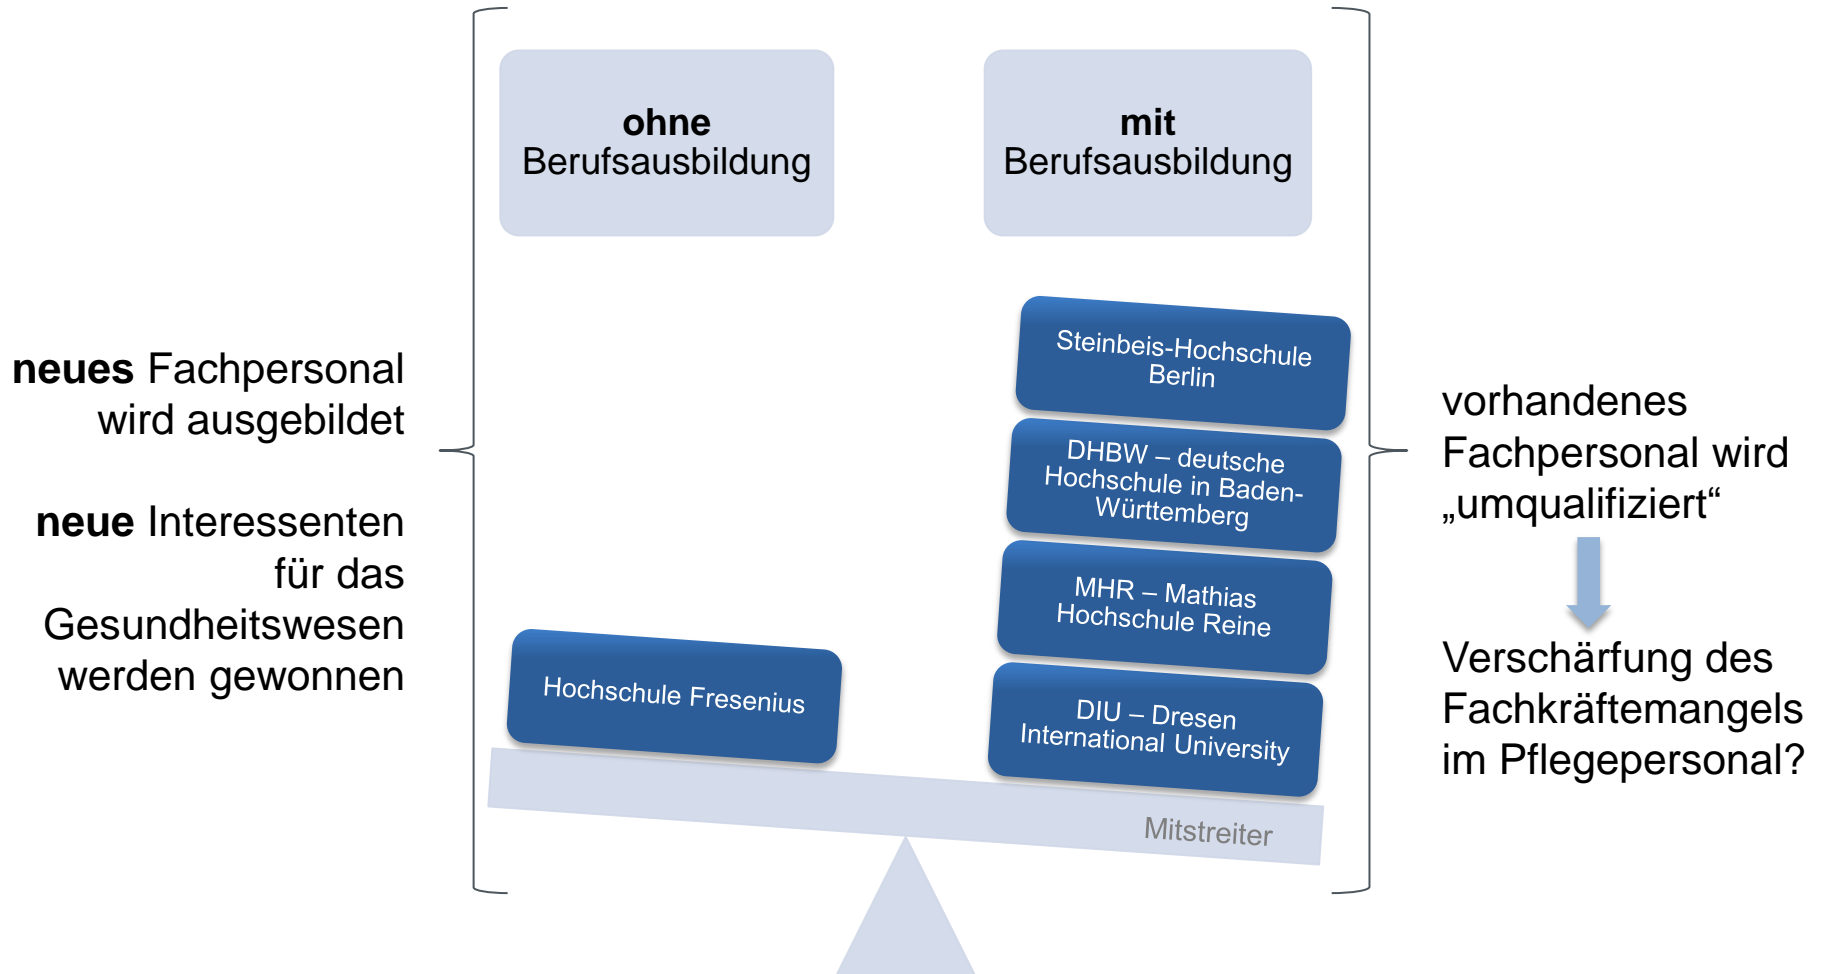 ohne
Berufsausbildung
mit
Berufsausbildung
neues Fachpersonal
wird ausgebildet
neue Interessenten
für das
Gesundheitswesen
werden gewonnen
Hochschule Fresenius
Steinbeis-Hochschule
Berlin
DHBW – deutsche
Hochschule in Baden-
Württemberg
MHR – Mathias
Hochschule Reine
DIU – Dresen
International University
Mitstreiter
vorhandenes
Fachpersonal wird
„umqualifiziert“
Verschärfung des
Fachkräftemangels
im Pflegepersonal?